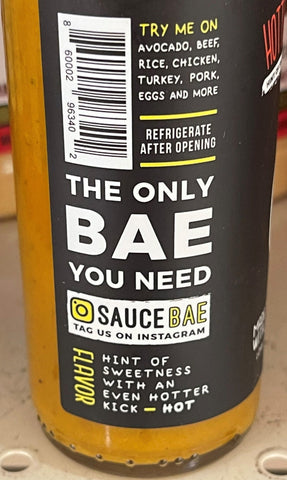 TRY ME ON
AVOCADO, BEEF,
RICE, CHICKEN,
TURKEY, PORK,
EGGS AND MORE
8 60002 96340 2
REFRIGERATE
AFTER OPENING
THE ONLY
BAE
YOU NEED
SAUCE BAE
TAG US ON INSTAGRAM
FLAVOR
HINT OF
SWEETNESS
WITH AN
EVEN HOTTER
KICK – HOT